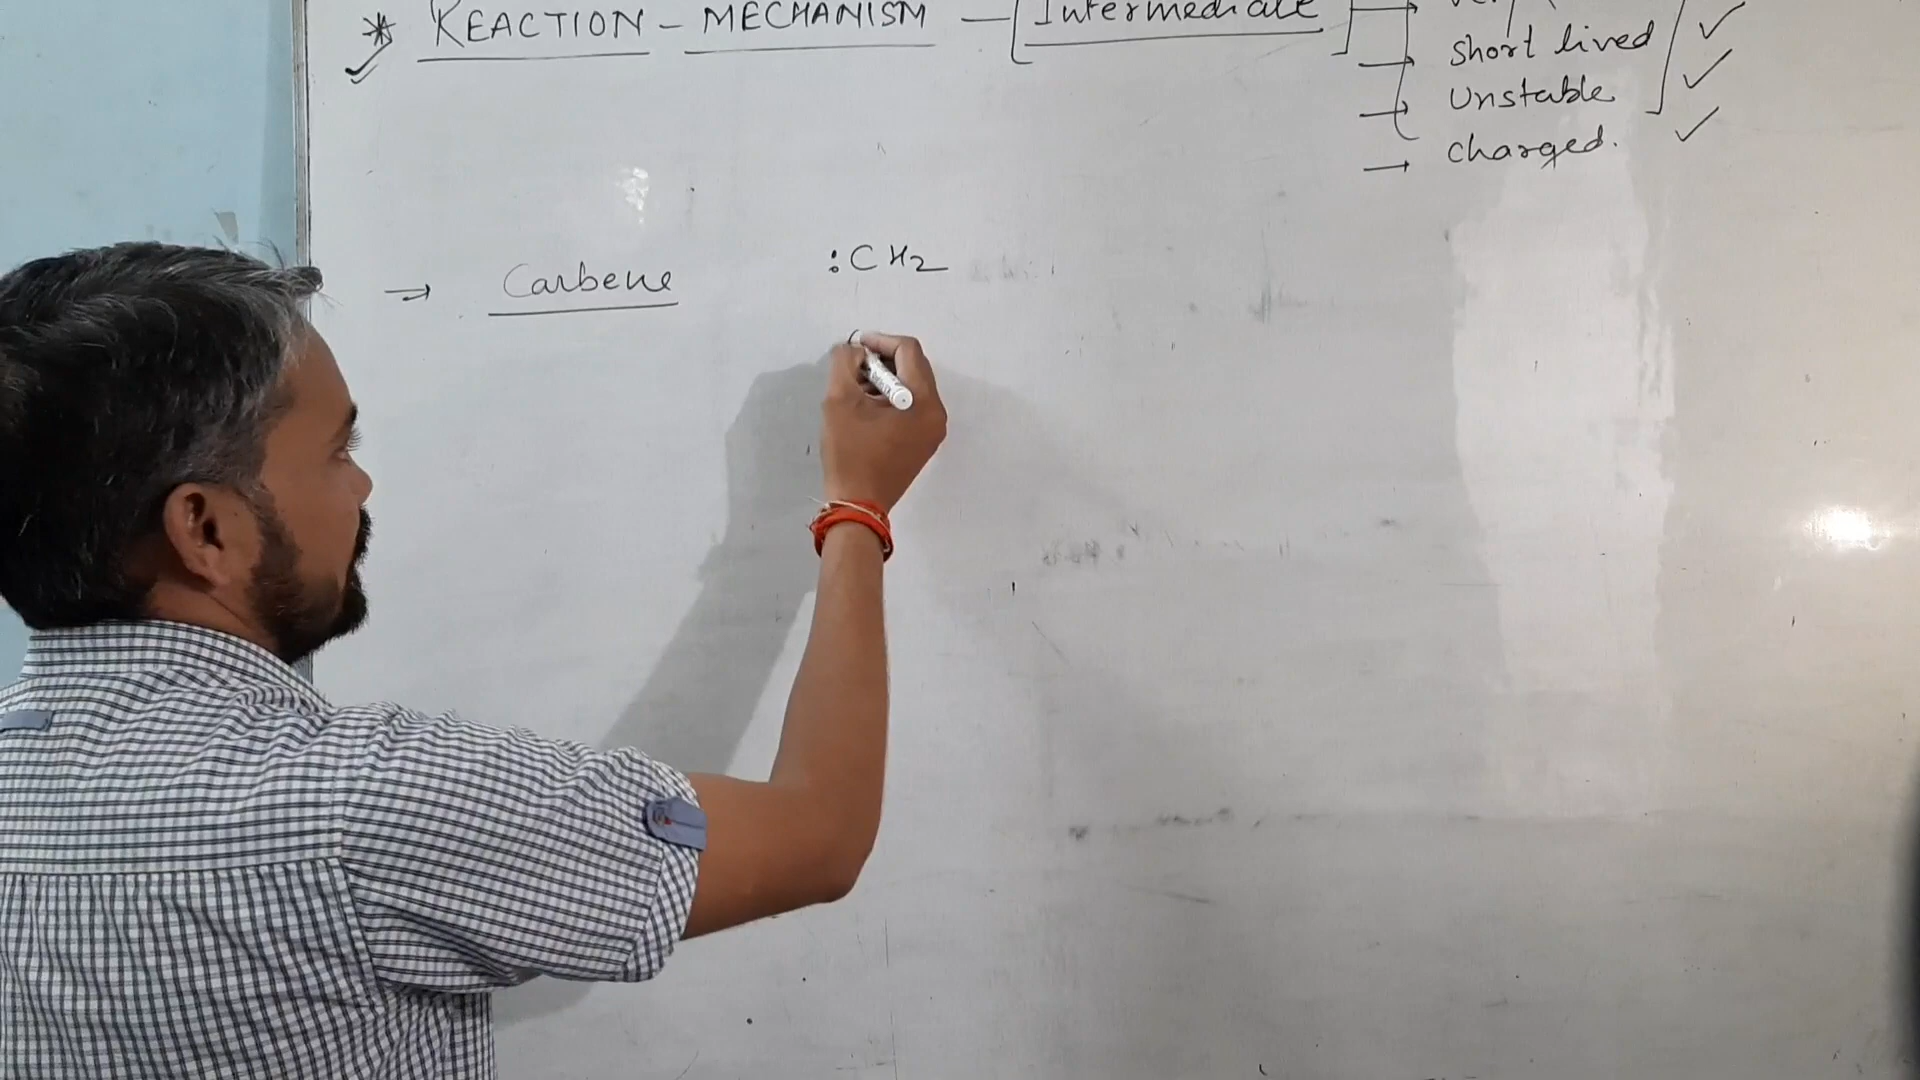 * REACTION - MECHANISM - [Intermediate]
→ Short lived ✓
→ Unstable ✓
→ Charged. ✓
→ Carbene :CH2